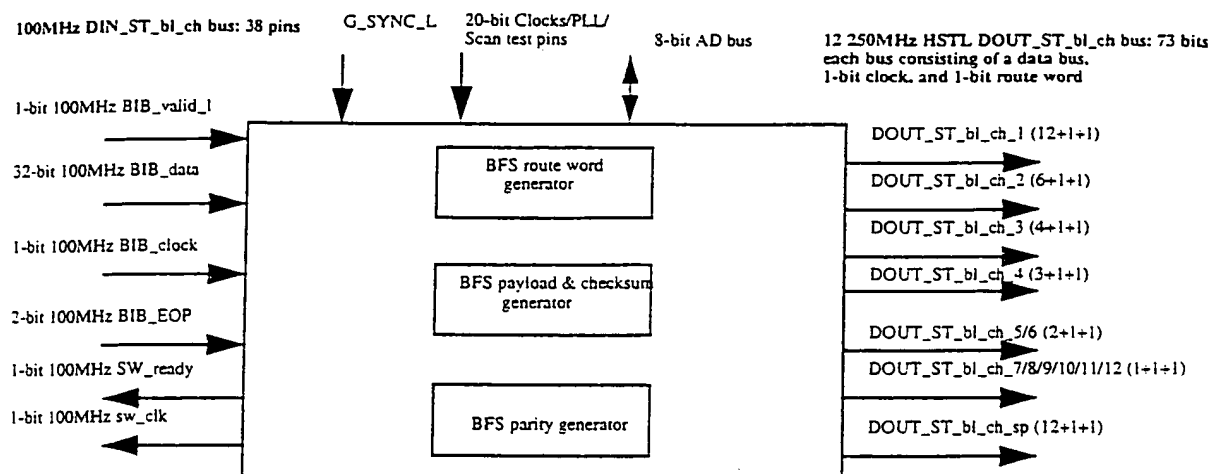 100MHz DIN_ST_bl_ch bus: 38 pins
G_SYNC_L
20-bit Clocks/PLL/
Scan test pins
8-bit AD bus
12 250MHz HSTL DOUT_ST_bl_ch bus: 73 bits
each bus consisting of a data bus,
1-bit clock, and 1-bit route word
1-bit 100MHz BIB_valid_l
32-bit 100MHz BIB_data
1-bit 100MHz BIB_clock
2-bit 100MHz BIB_EOP
1-bit 100MHz SW_ready
1-bit 100MHz sw_clk
BFS route word
generator
BFS payload & checksum
generator
BFS parity generator
DOUT_ST_bl_ch_1 (12+1+1)
DOUT_ST_bl_ch_2 (6+1+1)
DOUT_ST_bl_ch_3 (4+1+1)
DOUT_ST_bl_ch_4 (3+1+1)
DOUT_ST_bl_ch_5/6 (2+1+1)
DOUT_ST_bl_ch_7/8/9/10/11/12 (1+1+1)
DOUT_ST_bl_ch_sp (12+1+1)